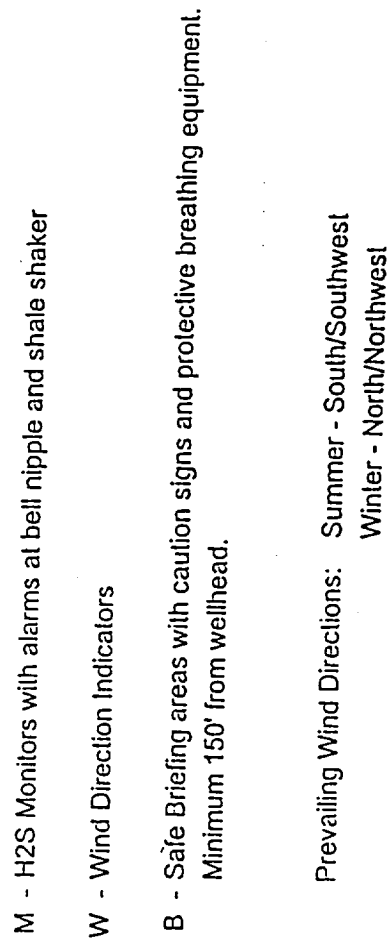 M - H2S Monitors with alarms at bell nipple and shale shaker
W - Wind Direction Indicators
B - Safe Briefing areas with caution signs and protective breathing equipment.
Minimum 150' from wellhead.
Prevailing Wind Directions: Summer - South/Southwest
Winter - North/Northwest